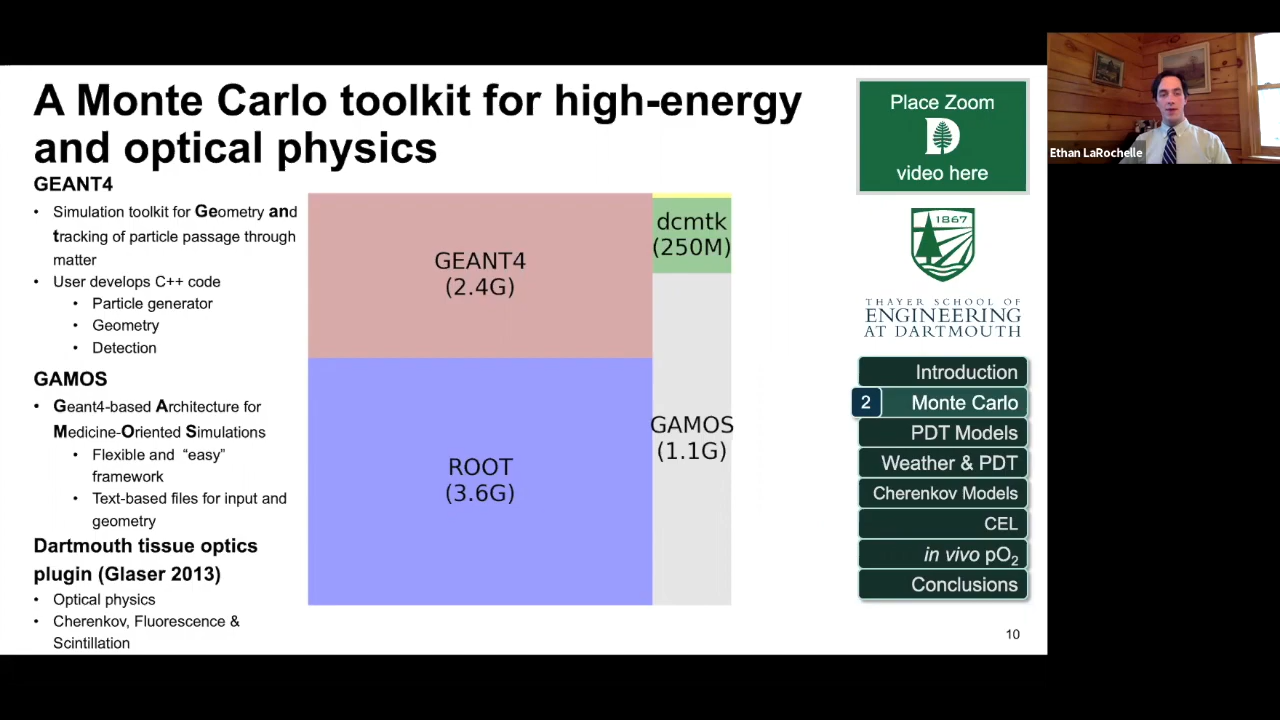 A Monte Carlo toolkit for high-energy
and optical physics
GEANT4
• Simulation toolkit for Geometry and
tracking of particle passage through
matter
• User develops C++ code
• Particle generator
• Geometry
• Detection
GAMOS
• Geant4-based Architecture for
Medicine-Oriented Simulations
• Flexible and “easy”
framework
• Text-based files for input and
geometry
Dartmouth tissue optics
plugin (Glaser 2013)
• Optical physics
• Cherenkov, Fluorescence &
Scintillation
GEANT4
(2.4G)
ROOT
(3.6G)
dcmtk
(250M)
GAMOS
(1.1G)
Place Zoom
D
video here
1867
THAYER SCHOOL OF
ENGINEERING
AT DARTMOUTH
Introduction
2 Monte Carlo
PDT Models
Weather & PDT
Cherenkov Models
CEL
in vivo pO₂
Conclusions
10
Ethan LaRochelle